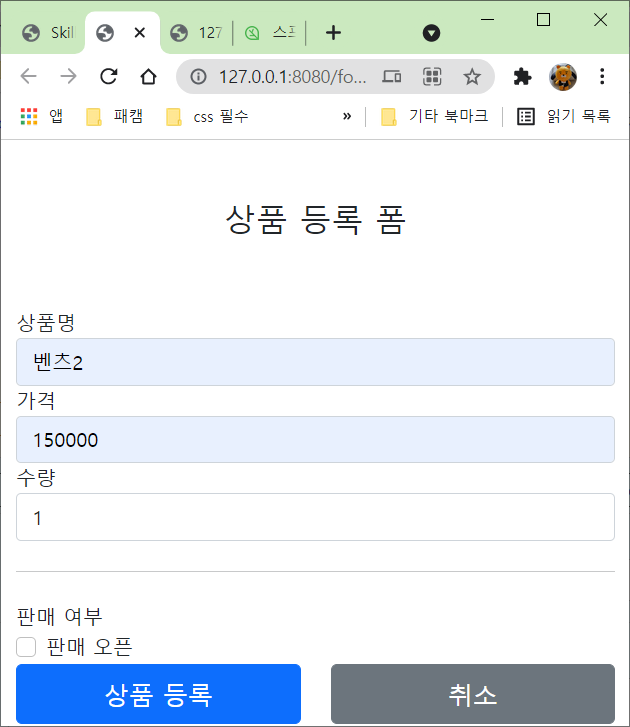 Skil
127
스프
127.0.0.1:8080/fo...
앱 패캠 css 필수 » 기타 북마크 읽기 목록
상품 등록 폼
상품명
벤츠2
가격
150000
수량
1
판매 여부
판매 오픈
상품 등록 취소